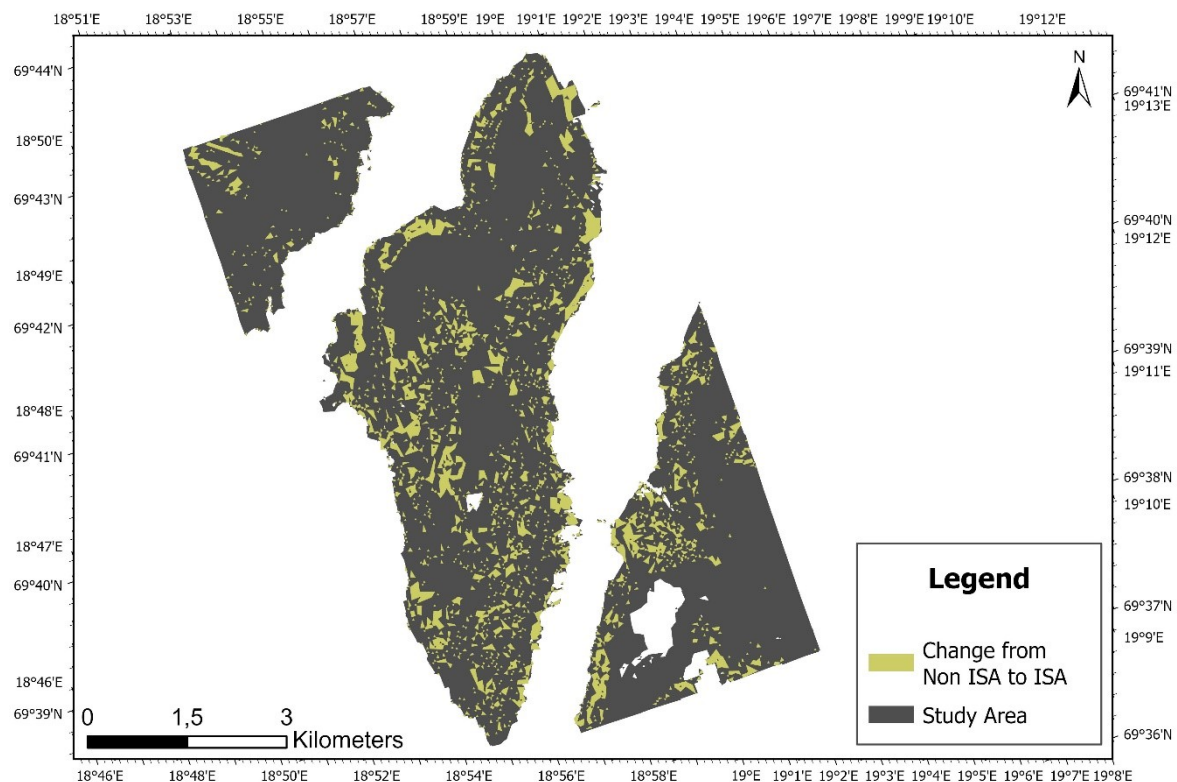 18°51'E 18°53'E 18°55'E 18°57'E 18°59'E 19°0'E 19°1'E 19°2'E 19°3'E 19°4'E 19°5'E 19°6'E 19°7'E 19°8'E 19°9'E 19°10'E 19°12'E
N
69°44'N
69°41'N
19°13'E
18°50'E
69°43'N
69°40'N
19°12'E
18°49'E
69°42'N
69°39'N
19°11'E
18°48'E
69°41'N
69°38'N
19°10'E
18°47'E
69°40'N
69°37'N
19°9'E
18°46'E
69°39'N
69°36'N
Legend
Change from
Non ISA to ISA
Study Area
0 1,5 3
Kilometers
18°46'E 18°48'E 18°50'E 18°52'E 18°54'E 18°56'E 18°58'E 19°0'E 19°1'E 19°2'E 19°3'E 19°4'E 19°5'E 19°6'E 19°7'E 19°8'E